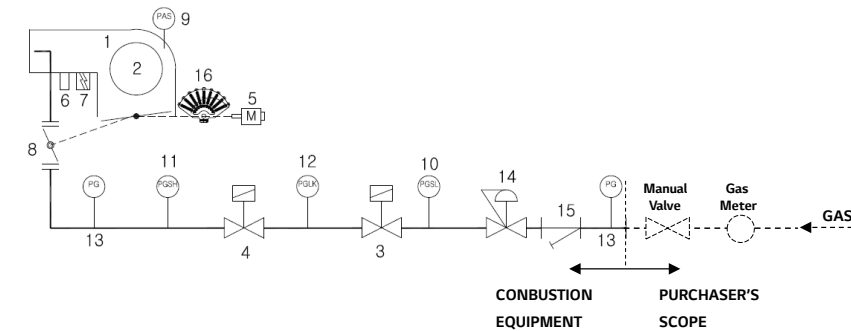 PAS 9
1
2
16
6 7
5
M
8
11
12
10
14
PG
PGSH
PGLK
PGSL
PG
Manual
Valve
Gas
Meter
15
GAS
13
4
3
13
CONBUSTION
EQUIPMENT
PURCHASER'S
SCOPE